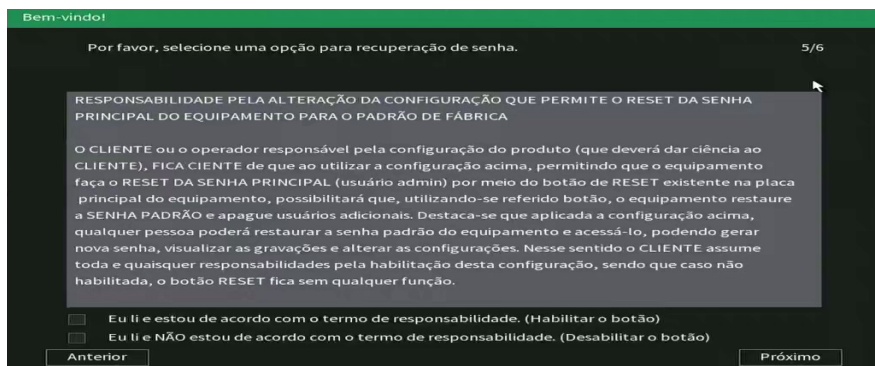 Bem-vindo!
Por favor, selecione uma opção para recuperação de senha.
5/6
RESPONSABILIDADE PELA ALTERAÇÃO DA CONFIGURAÇÃO QUE PERMITE O RESET DA SENHA
PRINCIPAL DO EQUIPAMENTO PARA O PADRÃO DE FÁBRICA
O CLIENTE ou o operador responsável pela configuração do produto (que deverá dar ciência ao
CLIENTE), FICA CIENTE de que ao utilizar a configuração acima, permitindo que o equipamento
faça o RESET DA SENHA PRINCIPAL (usuário admin) por meio do botão de RESET existente na placa
principal do equipamento, possibilitará que, utilizando-se referido botão, o equipamento restaure
a SENHA PADRÃO e apague usuários adicionais. Destaca-se que aplicada a configuração acima,
qualquer pessoa poderá restaurar a senha padrão do equipamento e acessá-lo, podendo gerar
nova senha, visualizar as gravações e alterar as configurações. Nesse sentido o CLIENTE assume
toda e quaisquer responsabilidades pela habilitação desta configuração, sendo que caso não
habilitada, o botão RESET fica sem qualquer função.
Eu li e estou de acordo com o termo de responsabilidade. (Habilitar o botão)
Eu li e NÃO estou de acordo com o termo de responsabilidade. (Desabilitar o botão)
Anterior
Próximo